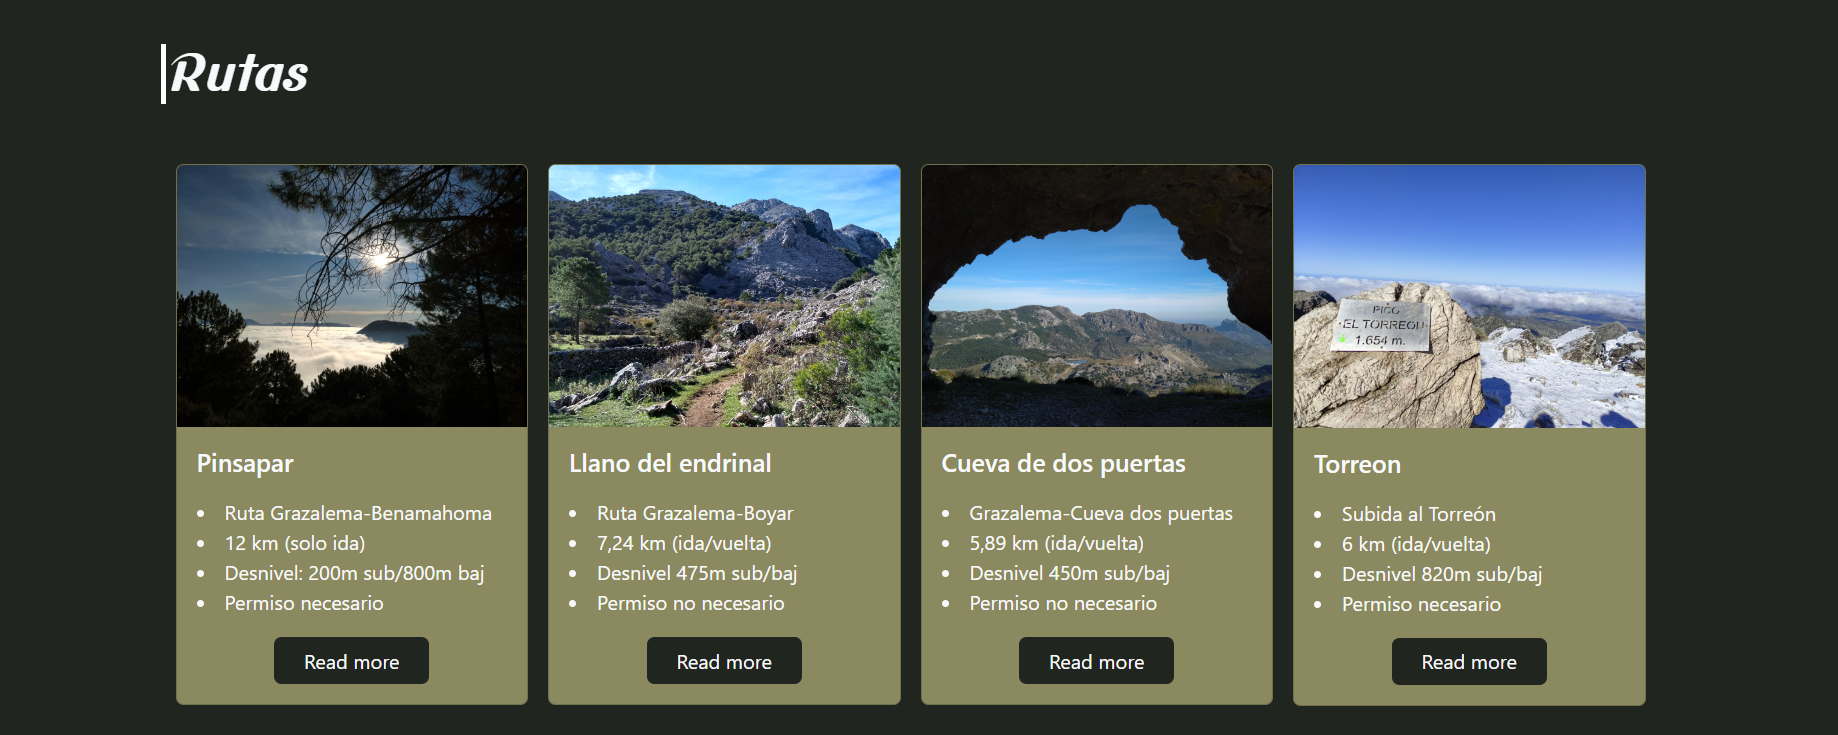 Rutas
PICO
EL TORREON
1.654 m.
Pinsapar
Ruta Grazalema-Benamahoma
12 km (solo ida)
Desnivel: 200m sub/800m baj
Permiso necesario
Read more
Llano del endrinal
Ruta Grazalema-Boyar
7,24 km (ida/vuelta)
Desnivel 475m sub/baj
Permiso no necesario
Read more
Cueva de dos puertas
Grazalema-Cueva dos puertas
5,89 km (ida/vuelta)
Desnivel 450m sub/baj
Permiso no necesario
Read more
Torreon
Subida al Torreón
6 km (ida/vuelta)
Desnivel 820m sub/baj
Permiso necesario
Read more